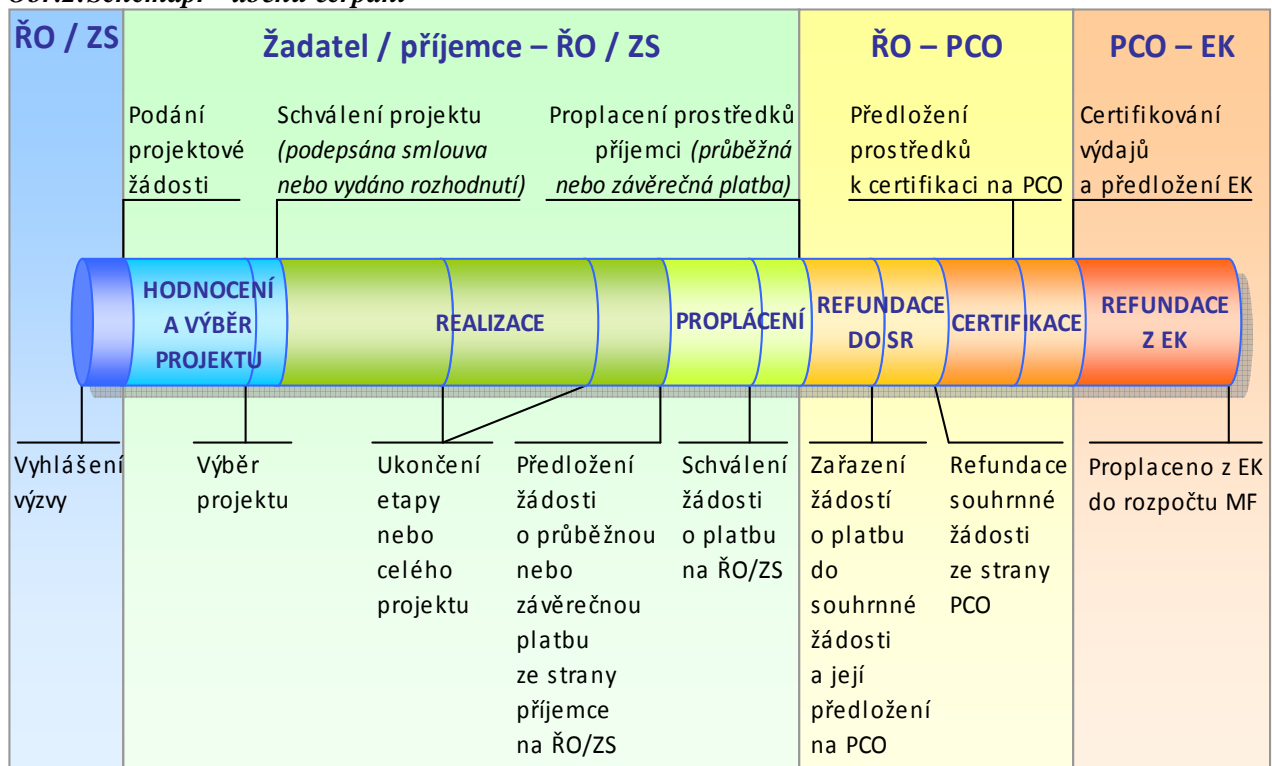 ŘO / ZS
Žadatel / příjemce – ŘO / ZS
ŘO – PCO
PCO – EK
Podání
projektové
žádosti
Schválení projektu
(podepsána smlouva
nebo vydáno rozhodnutí)
Proplacení prostředků
příjemci (průběžná
nebo závěrečná platba)
Předložení
prostředků
k certifikaci na PCO
Certifikování
výdajů
a předložení EK
HODNOCENÍ
A VÝBĚR
PROJEKTU
REALIZACE
PROPLÁCENÍ
REFUNDACE
DO SR
CERTIFIKACE
REFUNDACE
Z EK
Vyhlášení
výzvy
Výběr
projektu
Ukončení
etapy
nebo
celého
projektu
Předložení
žádosti
o průběžnou
nebo
závěrečnou
platbu
ze strany
příjemce
na ŘO/ZS
Schválení
žádosti
o platbu
na ŘO/ZS
Zařazení
žádostí
o platbu
do
souhrnné
žádosti
a její
předložení
na PCO
Refundace
souhrnné
žádosti
ze strany
PCO
Proplaceno z EK
do rozpočtu MF